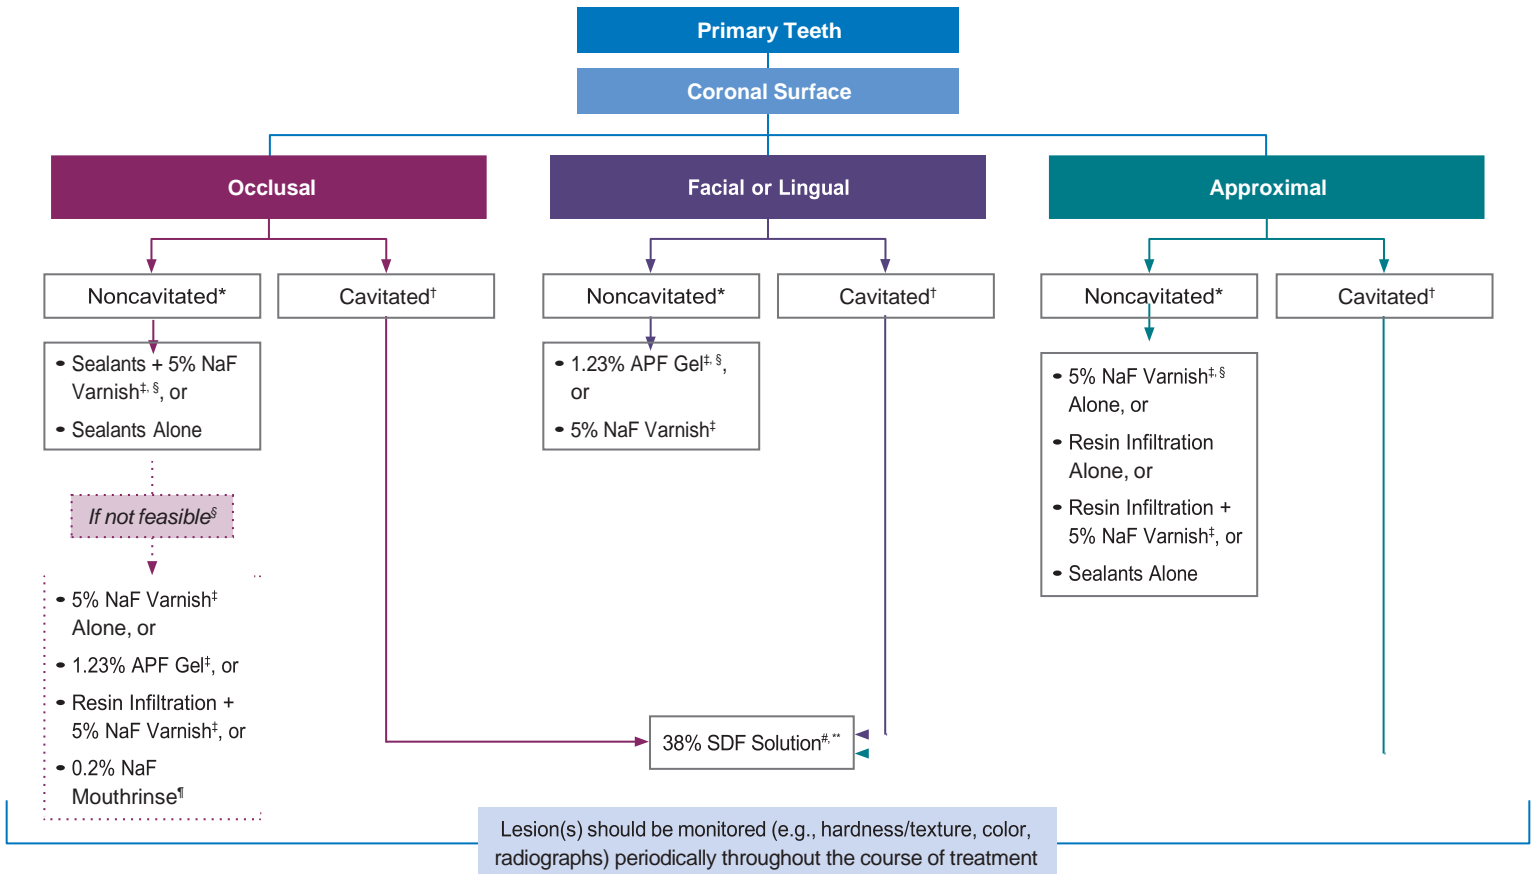 Primary Teeth
Coronal Surface
Occlusal
Facial or Lingual
Approximal
Noncavitated*
Cavitated†
Noncavitated*
Cavitated†
Noncavitated*
Cavitated†
• Sealants + 5% NaF
Varnish‡, §, or
• Sealants Alone
• 1.23% APF Gel‡, §,
or
• 5% NaF Varnish‡
• 5% NaF Varnish‡, §
Alone, or
• Resin Infiltration
Alone, or
• Resin Infiltration +
5% NaF Varnish‡, or
• Sealants Alone
If not feasible§
• 5% NaF Varnish‡
Alone, or
• 1.23% APF Gel‡, or
• Resin Infiltration +
5% NaF Varnish‡, or
• 0.2% NaF
Mouthrinse¶
38% SDF Solution#, **
Lesion(s) should be monitored (e.g., hardness/texture, color,
radiographs) periodically throughout the course of treatment